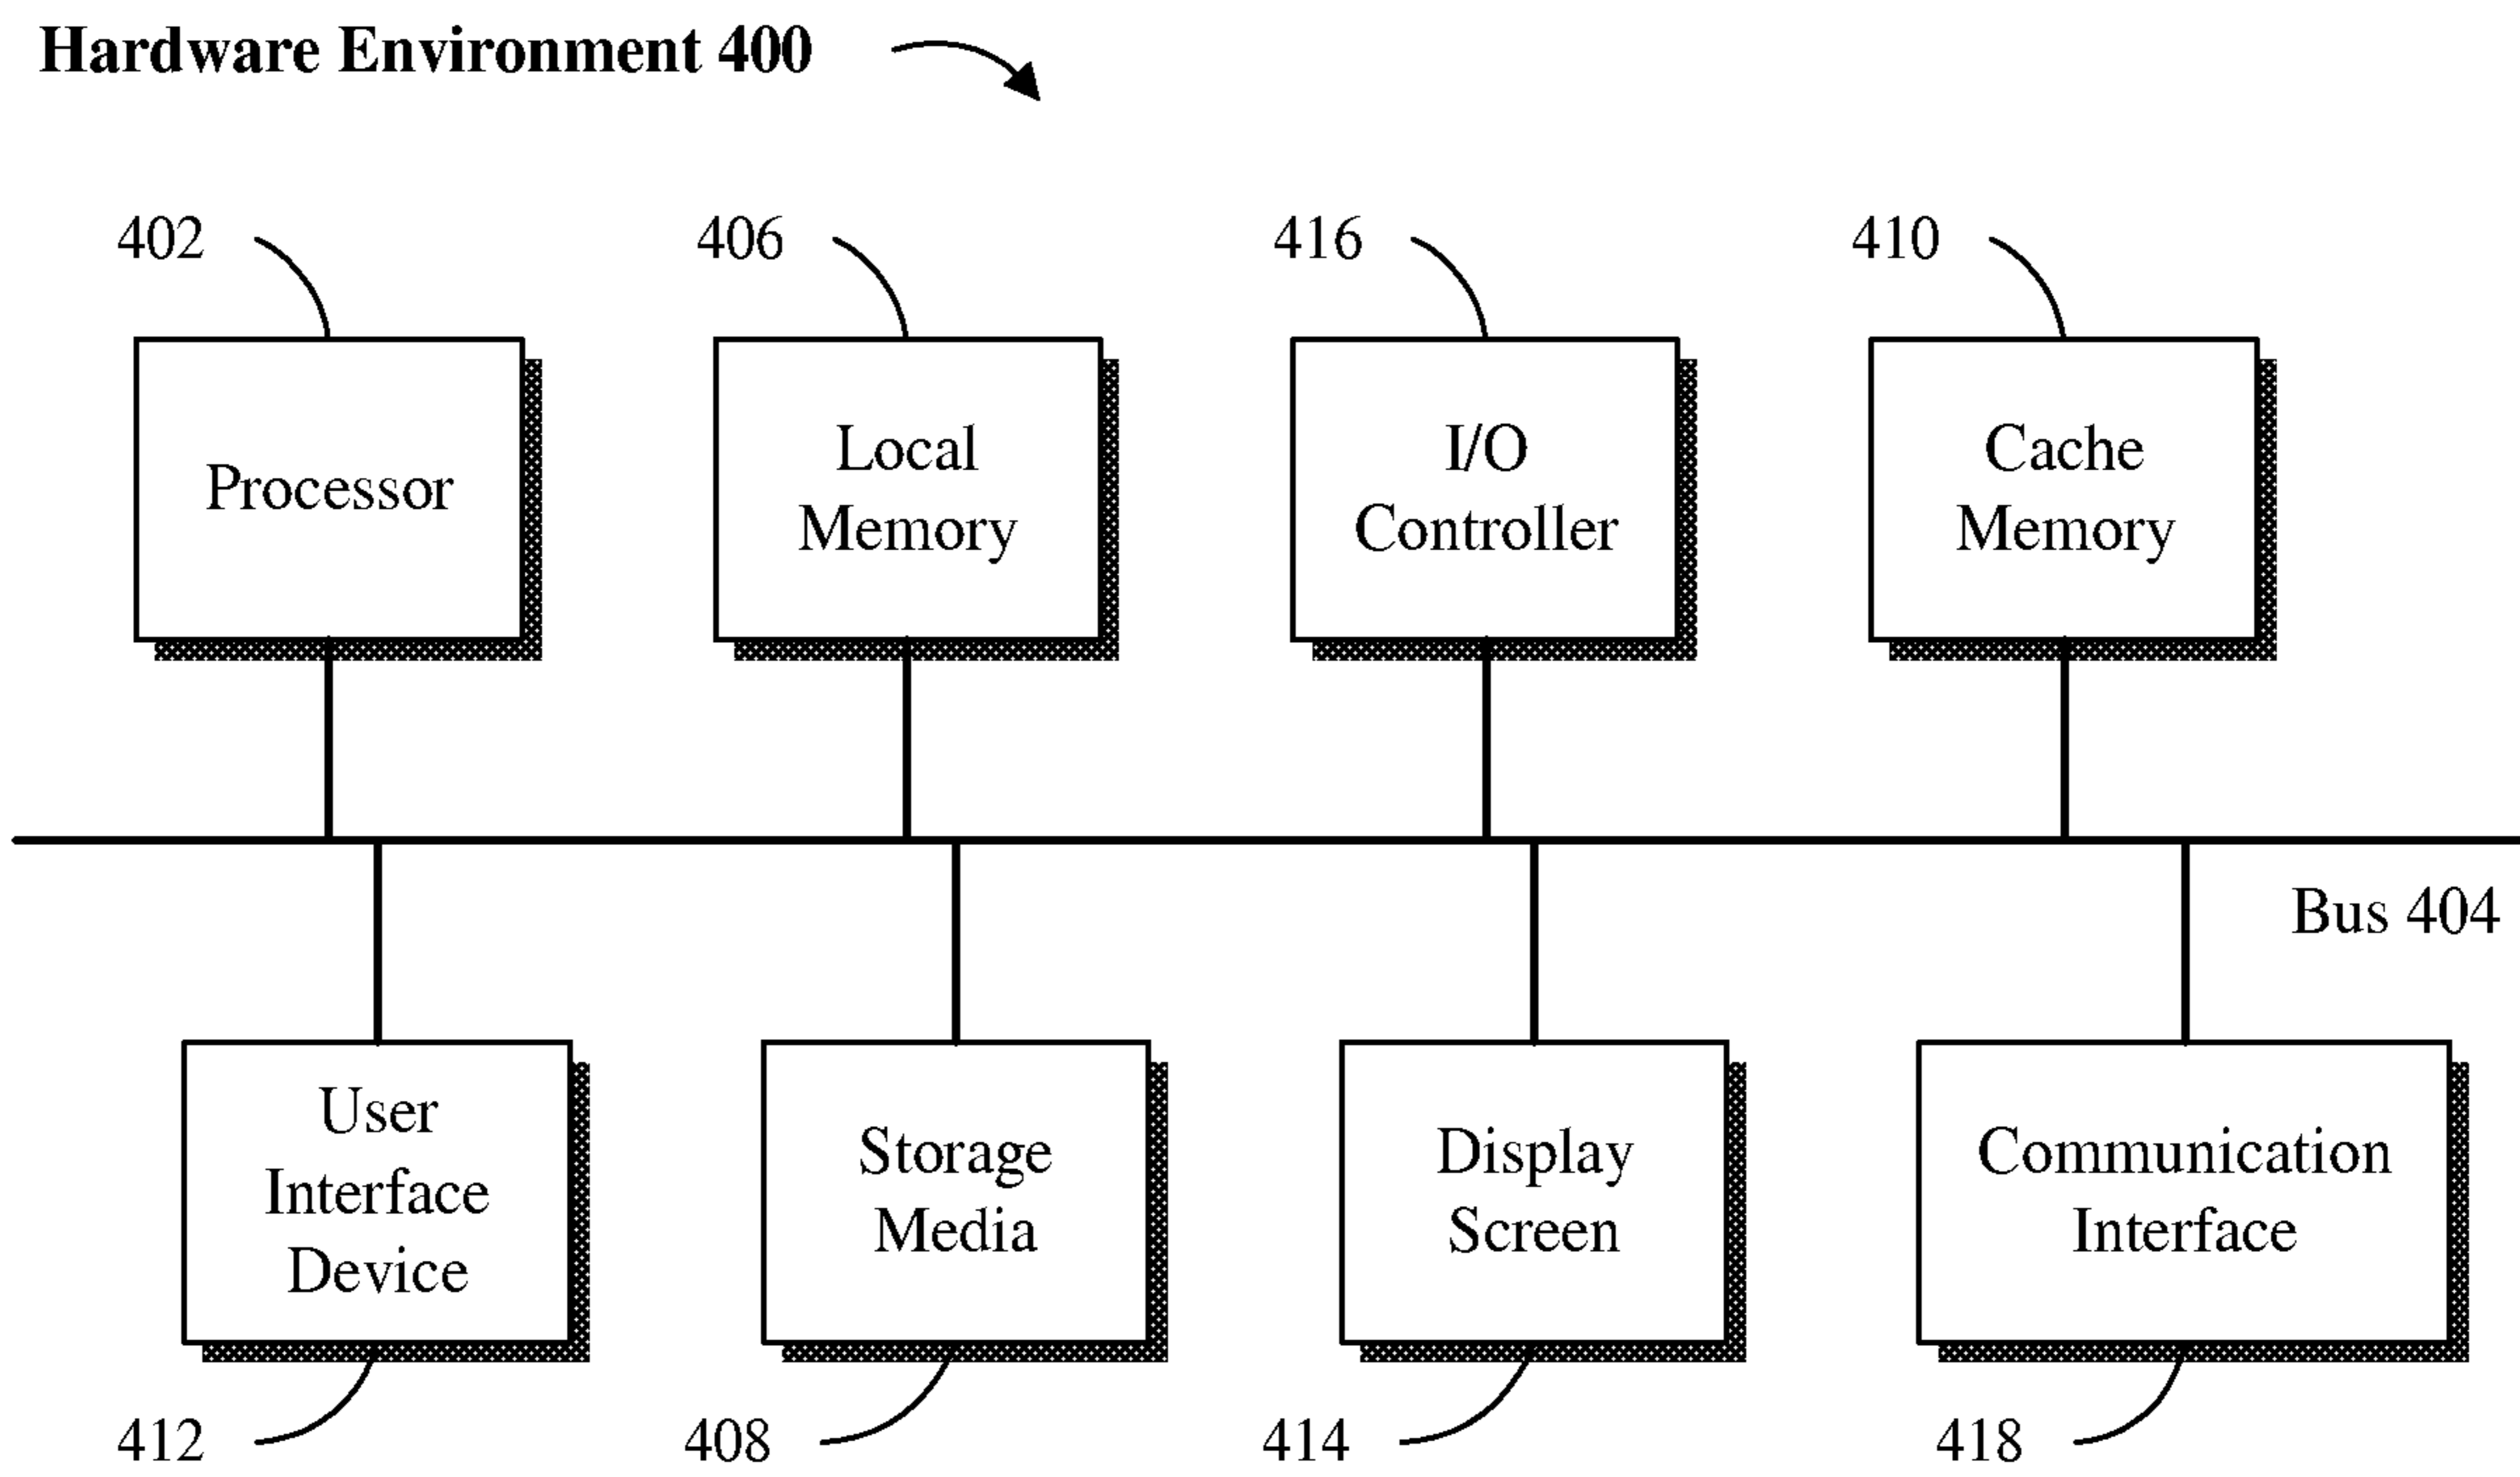 Hardware Environment 400
402
406
416
410
Processor
Local
Memory
I/O
Controller
Cache
Memory
Bus 404
User
Interface
Device
Storage
Media
Display
Screen
Communication
Interface
412
408
414
418